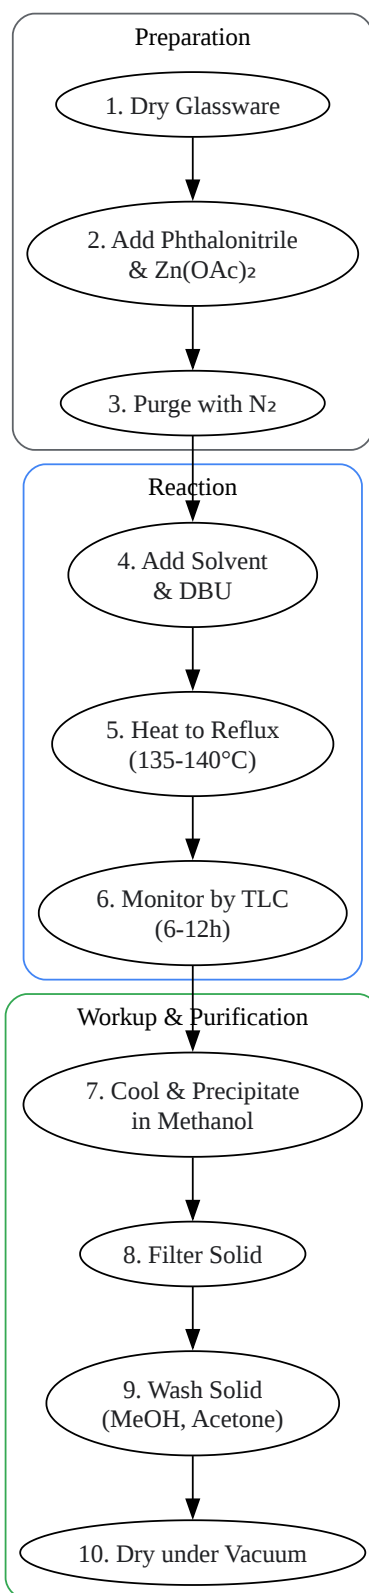 Preparation
1. Dry Glassware
2. Add Phthalonitrile
& Zn(OAc)₂
3. Purge with N₂
Reaction
4. Add Solvent
& DBU
5. Heat to Reflux
(135-140°C)
6. Monitor by TLC
(6-12h)
Workup & Purification
7. Cool & Precipitate
in Methanol
8. Filter Solid
9. Wash Solid
(MeOH, Acetone)
10. Dry under Vacuum